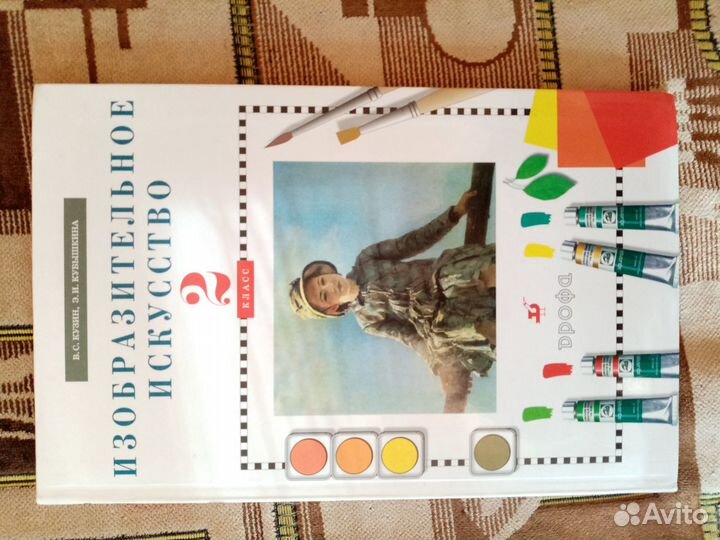 В.С. КУЗИН, Э.И. КУБЫШКИНА
ИЗОБРАЗИТЕЛЬНОЕ
ИСКУССТВО
2
КЛАСС
дрофа
Avito